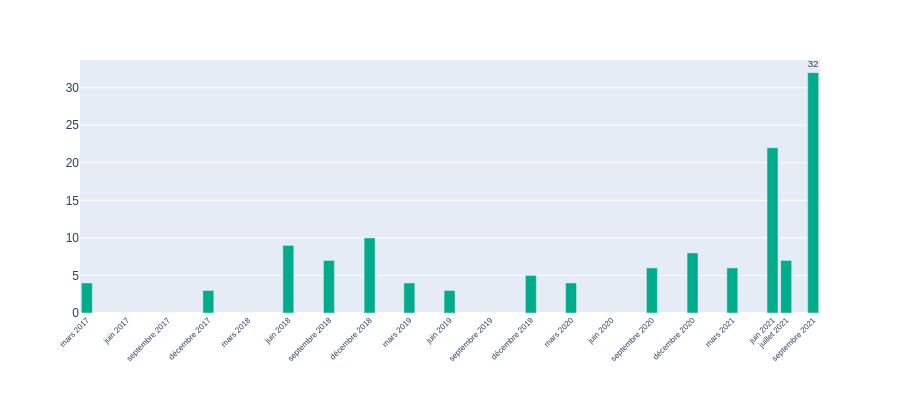 32
30
25
20
15
10
5
0
mars 2017
juin 2017
septembre 2017
décembre 2017
mars 2018
juin 2018
septembre 2018
décembre 2018
mars 2019
juin 2019
septembre 2019
décembre 2019
mars 2020
juin 2020
septembre 2020
décembre 2020
mars 2021
juin 2021
juillet 2021
septembre 2021